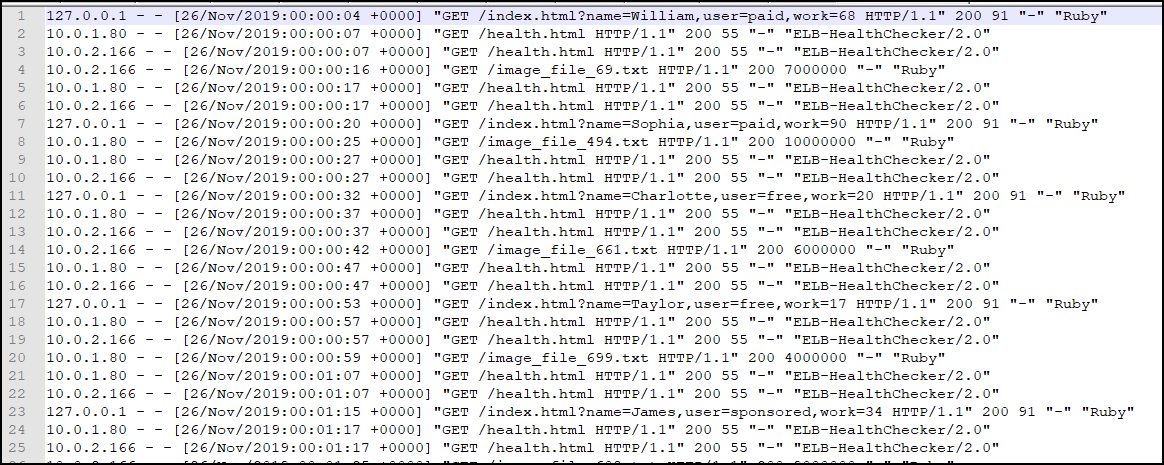 1 127.0.0.1 - - [26/Nov/2019:00:00:04 +0000] "GET /index.html?name=William,user=paid,work=68 HTTP/1.1" 200 91 "-" "Ruby"
2 10.0.1.80 - - [26/Nov/2019:00:00:07 +0000] "GET /health.html HTTP/1.1" 200 55 "-" "ELB-HealthChecker/2.0"
3 10.0.2.166 - - [26/Nov/2019:00:00:07 +0000] "GET /health.html HTTP/1.1" 200 55 "-" "ELB-HealthChecker/2.0"
4 10.0.2.166 - - [26/Nov/2019:00:00:16 +0000] "GET /image_file_69.txt HTTP/1.1" 200 7000000 "-" "Ruby"
5 10.0.1.80 - - [26/Nov/2019:00:00:17 +0000] "GET /health.html HTTP/1.1" 200 55 "-" "ELB-HealthChecker/2.0"
6 10.0.2.166 - - [26/Nov/2019:00:00:17 +0000] "GET /health.html HTTP/1.1" 200 55 "-" "ELB-HealthChecker/2.0"
7 127.0.0.1 - - [26/Nov/2019:00:00:20 +0000] "GET /index.html?name=Sophia,user=paid,work=90 HTTP/1.1" 200 91 "-" "Ruby"
8 10.0.1.80 - - [26/Nov/2019:00:00:25 +0000] "GET /image_file_494.txt HTTP/1.1" 200 10000000 "-" "Ruby"
9 10.0.1.80 - - [26/Nov/2019:00:00:27 +0000] "GET /health.html HTTP/1.1" 200 55 "-" "ELB-HealthChecker/2.0"
10 10.0.2.166 - - [26/Nov/2019:00:00:27 +0000] "GET /health.html HTTP/1.1" 200 55 "-" "ELB-HealthChecker/2.0"
11 127.0.0.1 - - [26/Nov/2019:00:00:32 +0000] "GET /index.html?name=Charlotte,user=free,work=20 HTTP/1.1" 200 91 "-" "Ruby"
12 10.0.1.80 - - [26/Nov/2019:00:00:37 +0000] "GET /health.html HTTP/1.1" 200 55 "-" "ELB-HealthChecker/2.0"
13 10.0.2.166 - - [26/Nov/2019:00:00:37 +0000] "GET /health.html HTTP/1.1" 200 55 "-" "ELB-HealthChecker/2.0"
14 10.0.2.166 - - [26/Nov/2019:00:00:42 +0000] "GET /image_file_661.txt HTTP/1.1" 200 6000000 "-" "Ruby"
15 10.0.1.80 - - [26/Nov/2019:00:00:47 +0000] "GET /health.html HTTP/1.1" 200 55 "-" "ELB-HealthChecker/2.0"
16 10.0.2.166 - - [26/Nov/2019:00:00:47 +0000] "GET /health.html HTTP/1.1" 200 55 "-" "ELB-HealthChecker/2.0"
17 127.0.0.1 - - [26/Nov/2019:00:00:53 +0000] "GET /index.html?name=Taylor,user=free,work=17 HTTP/1.1" 200 91 "-" "Ruby"
18 10.0.1.80 - - [26/Nov/2019:00:00:57 +0000] "GET /health.html HTTP/1.1" 200 55 "-" "ELB-HealthChecker/2.0"
19 10.0.2.166 - - [26/Nov/2019:00:00:57 +0000] "GET /health.html HTTP/1.1" 200 55 "-" "ELB-HealthChecker/2.0"
20 10.0.1.80 - - [26/Nov/2019:00:00:59 +0000] "GET /image_file_699.txt HTTP/1.1" 200 4000000 "-" "Ruby"
21 10.0.1.80 - - [26/Nov/2019:00:01:07 +0000] "GET /health.html HTTP/1.1" 200 55 "-" "ELB-HealthChecker/2.0"
22 10.0.2.166 - - [26/Nov/2019:00:01:07 +0000] "GET /health.html HTTP/1.1" 200 55 "-" "ELB-HealthChecker/2.0"
23 127.0.0.1 - - [26/Nov/2019:00:01:15 +0000] "GET /index.html?name=James,user=sponsored,work=34 HTTP/1.1" 200 91 "-" "Ruby"
24 10.0.1.80 - - [26/Nov/2019:00:01:17 +0000] "GET /health.html HTTP/1.1" 200 55 "-" "ELB-HealthChecker/2.0"
25 10.0.2.166 - - [26/Nov/2019:00:01:17 +0000] "GET /health.html HTTP/1.1" 200 55 "-" "ELB-HealthChecker/2.0"